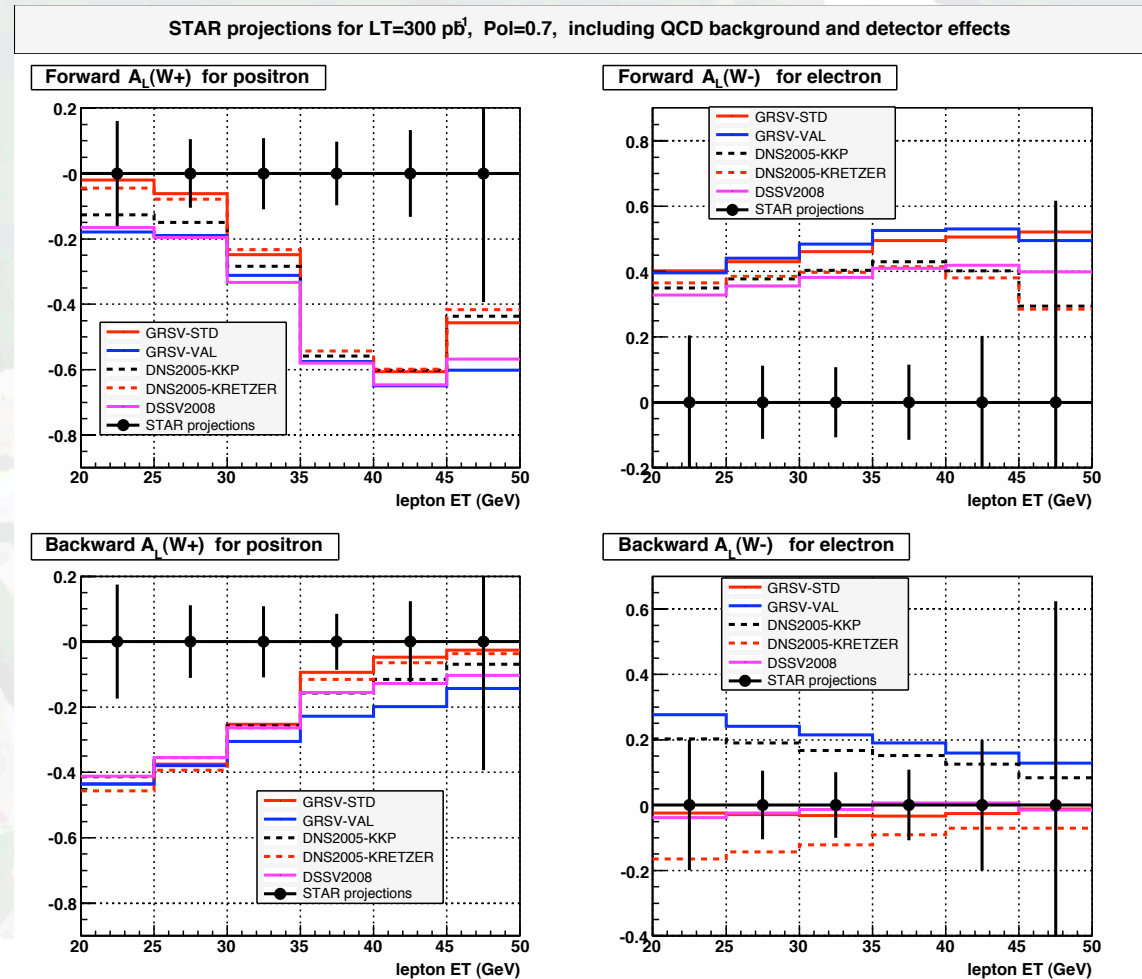 STAR projections for LT=300 pb-1, Pol=0.7, including QCD background and detector effects
Forward A_L(W+) for positron
0.2
-0
-0.2
-0.4
-0.6
-0.8
GRSV-STD
GRSV-VAL
DNS2005-KKP
DNS2005-KRETZER
DSSV2008
STAR projections
20 25 30 35 40 45 50
lepton ET (GeV)
Forward A_L(W-) for electron
0.8
0.6
0.4
0.2
0
-0.2
GRSV-STD
GRSV-VAL
DNS2005-KKP
DNS2005-KRETZER
DSSV2008
STAR projections
20 25 30 35 40 45 50
lepton ET (GeV)
Backward A_L(W+) for positron
0.2
-0
-0.2
-0.4
-0.6
-0.8
GRSV-STD
GRSV-VAL
DNS2005-KKP
DNS2005-KRETZER
DSSV2008
STAR projections
20 25 30 35 40 45 50
lepton ET (GeV)
Backward A_L(W-) for electron
0.6
0.4
0.2
0
-0.2
-0.4
GRSV-STD
GRSV-VAL
DNS2005-KKP
DNS2005-KRETZER
DSSV2008
STAR projections
20 25 30 35 40 45 50
lepton ET (GeV)